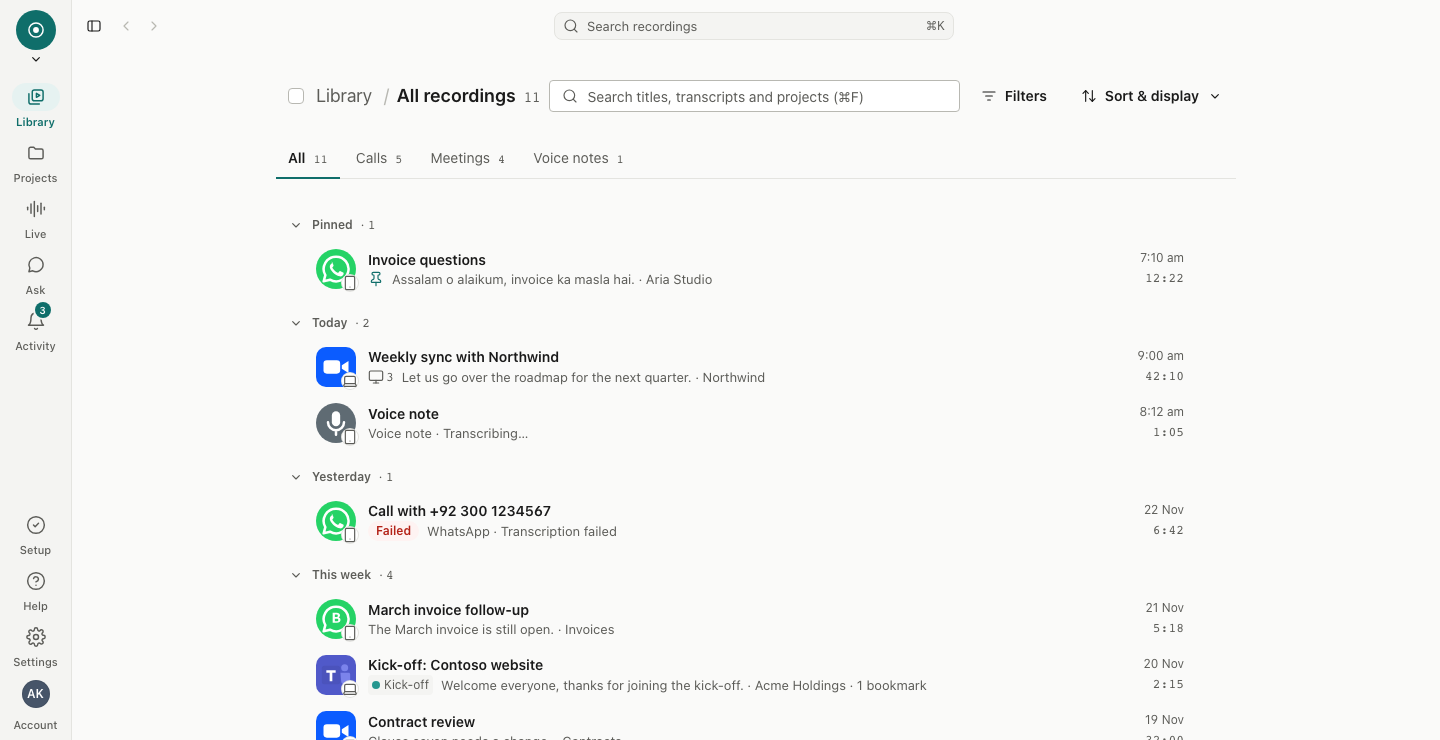 Search recordings ⌘K
Library / All recordings 11
Search titles, transcripts and projects (⌘F)
Filters
Sort & display
All 11 Calls 5 Meetings 4 Voice notes 1
Library
Projects
Live
Ask
3
Activity
Setup
Help
Settings
AK
Account
Pinned · 1
Invoice questions 7:10 am
Assalam o alaikum, invoice ka masla hai. · Aria Studio 12:22
Today · 2
Weekly sync with Northwind 9:00 am
3 Let us go over the roadmap for the next quarter. · Northwind 42:10
Voice note 8:12 am
Voice note · Transcribing... 1:05
Yesterday · 1
Call with +92 300 1234567 22 Nov
Failed WhatsApp · Transcription failed 6:42
This week · 4
B
March invoice follow-up 21 Nov
The March invoice is still open. · Invoices 5:18
T
Kick-off: Contoso website 20 Nov
Kick-off Welcome everyone, thanks for joining the kick-off. · Acme Holdings · 1 bookmark 2:15
Contract review 19 Nov